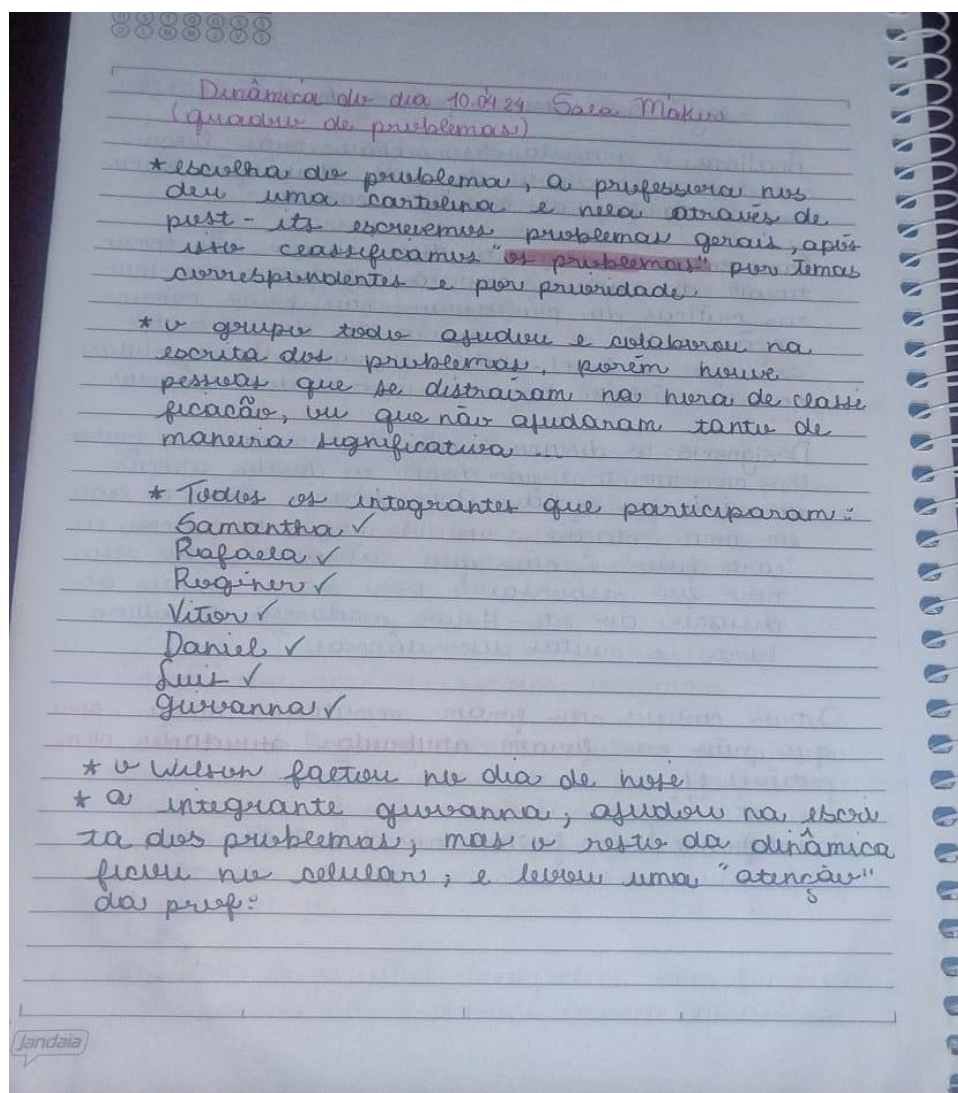 Dinâmica do dia 10.04.24 Sala Maker
(quadro de problemas)
* escolha do problema, a professora nos
deu uma cartolina e nela através de
post-its escrevemos problemas gerais, após
isso classificamos "os problemas" por temas
correspondentes e por prioridade.
* o grupo todo ajudou e colaborou na
escrita dos problemas, porém houve
pessoas que se distraíram na hora de classi
ficacão, ou que não ajudaram tanto de
maneira significativa.
* Todos os integrantes que participaram:
Samantha ✓
Rafaela ✓
Roginer ✓
Vitor ✓
Daniel ✓
Luis ✓
giovanna ✓
* o Wilson faltou no dia de hoje
* a integrante giovanna, ajudou na escri
ta dos problemas, mas o resto da dinâmica
ficou no celular, e levou uma "atenção"
da prof:
Jandaia